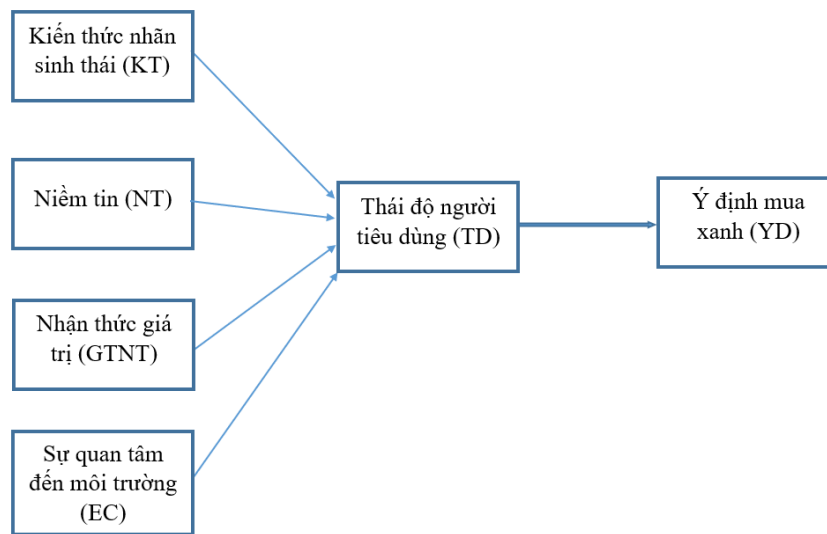 Kiến thức nhãn
sinh thái (KT)
Niềm tin (NT)
Nhận thức giá
trị (GTNT)
Sự quan tâm
đến môi trường
(EC)
Thái độ người
tiêu dùng (TD)
Ý định mua
xanh (YD)